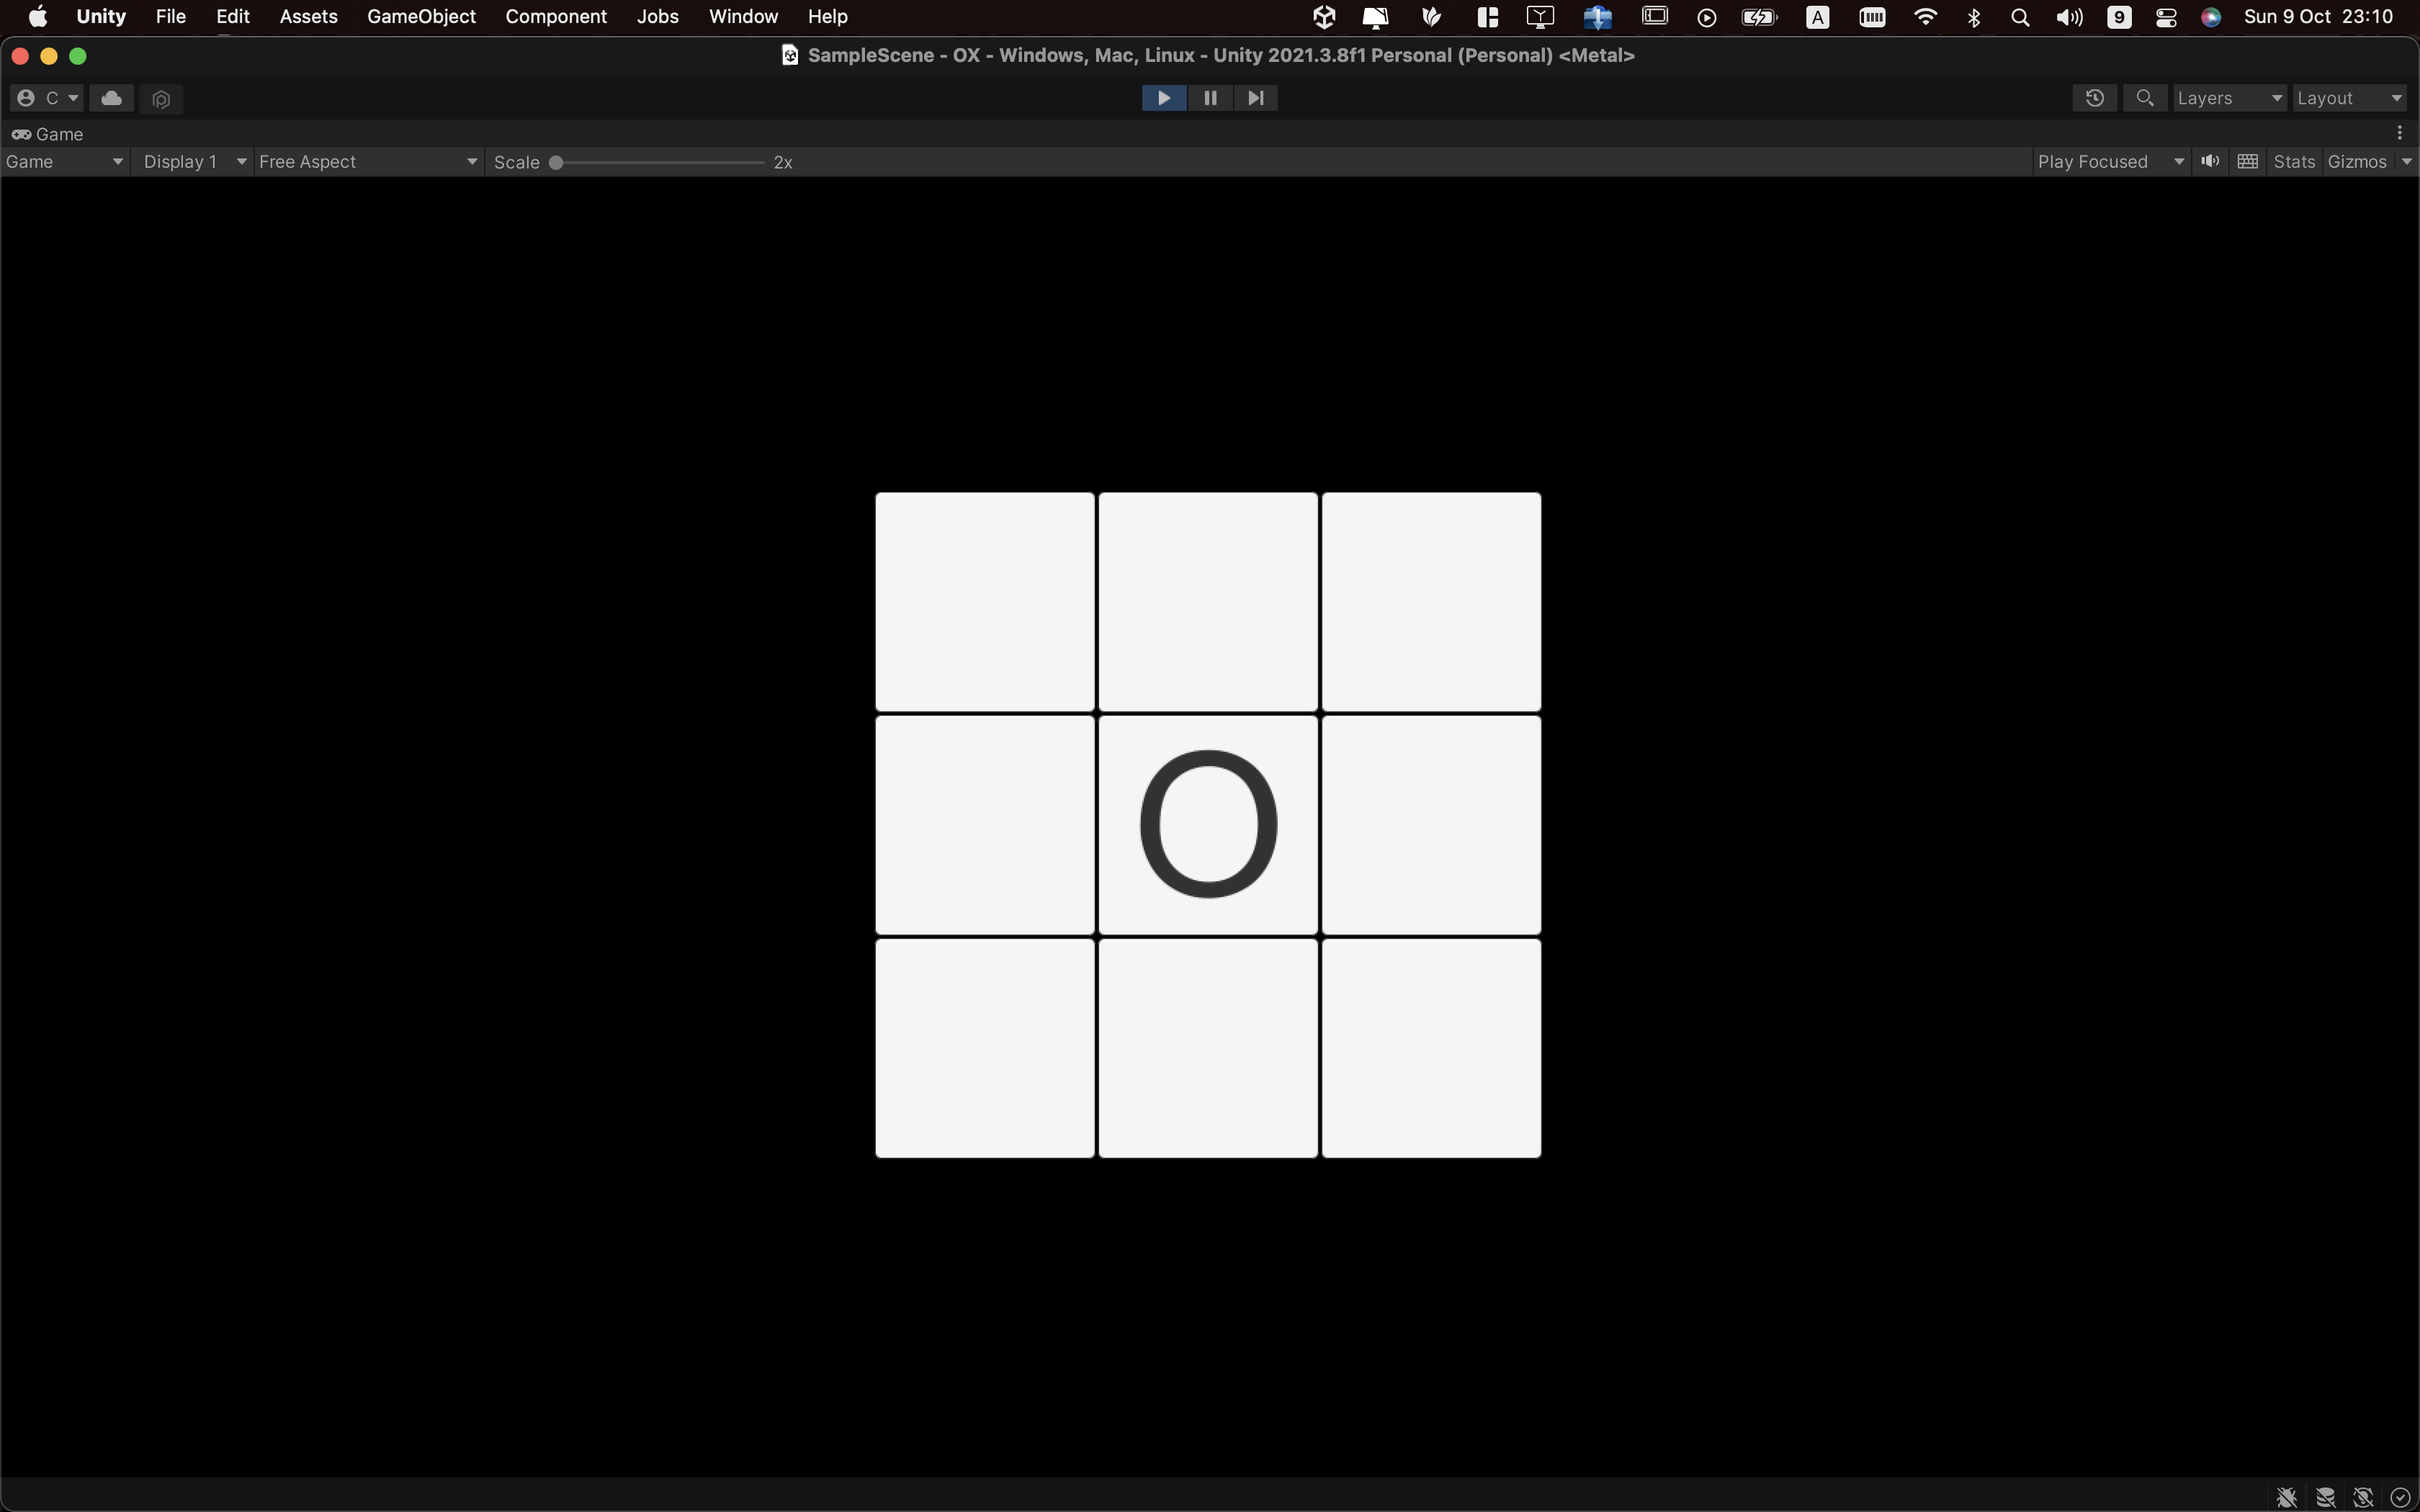 Unity File Edit Assets GameObject Component Jobs Window Help A 9 Sun 9 Oct 23:10
SampleScene - OX - Windows, Mac, Linux - Unity 2021.3.8f1 Personal (Personal) <Metal>
C Layers Layout
Game
Game Display 1 Free Aspect Scale 2x Play Focused Stats Gizmos
O